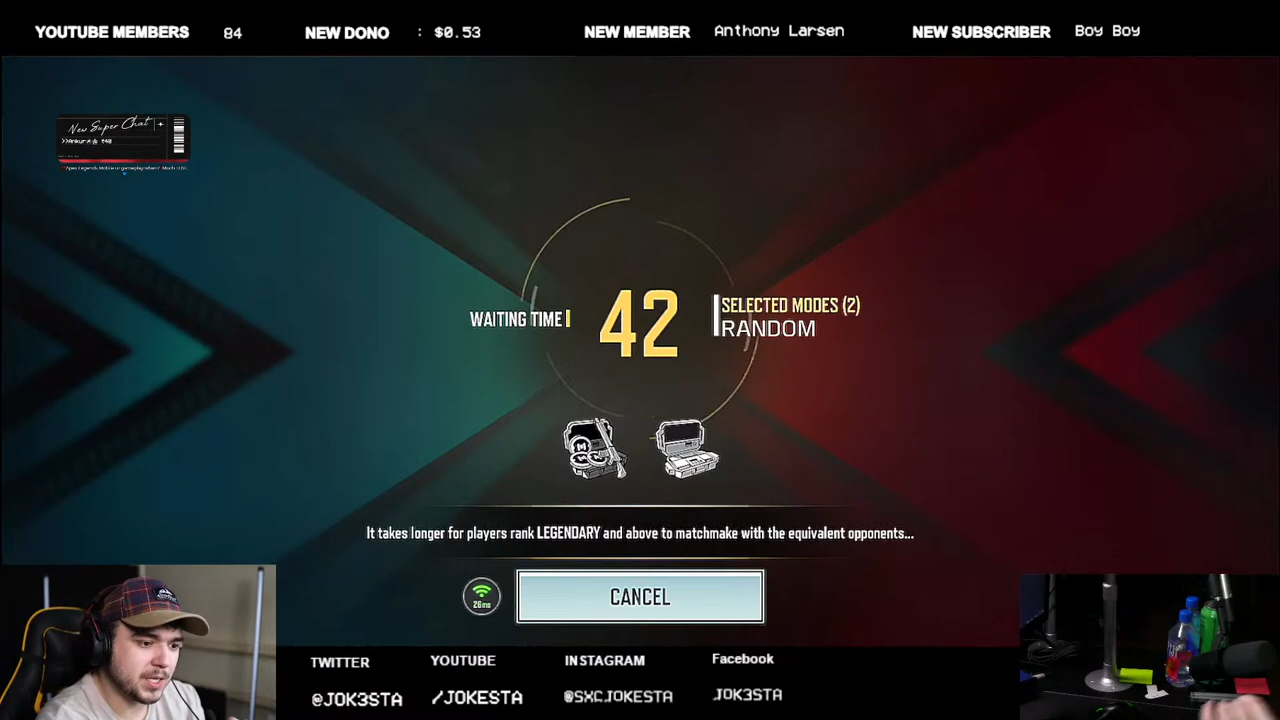 YOUTUBE MEMBERS 84 NEW DONO : $0.53 NEW MEMBER Anthony Larsen NEW SUBSCRIBER Boy Boy
New Super Chat
WAITING TIME 42 SELECTED MODES (2)
RANDOM
It takes longer for players rank LEGENDARY and above to matchmake with the equivalent opponents...
26ms
CANCEL
TWITTER YOUTUBE INSTAGRAM Facebook
@JOK3STA /JOKESTA @SXCJOKESTA JOK3STA